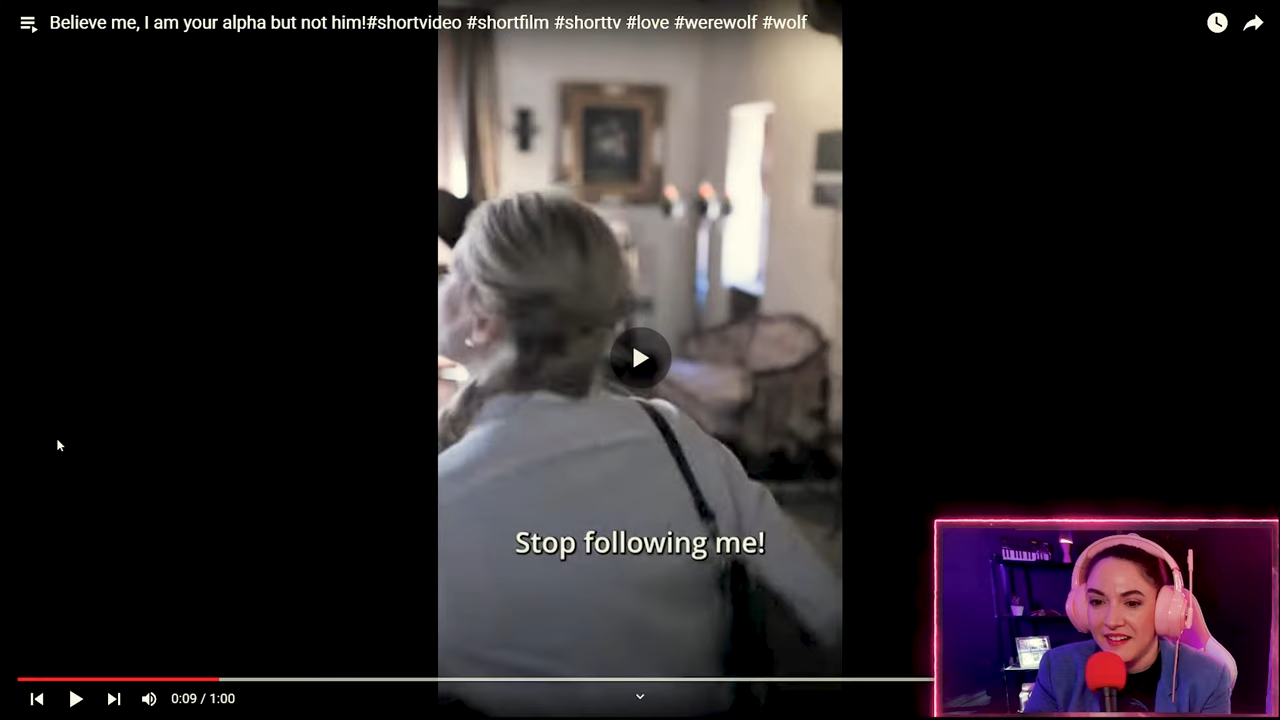 Believe me, I am your alpha but not him!#shortvideo #shortfilm #shorttv #love #werewolf #wolf
Stop following me!
0:09 / 1:00